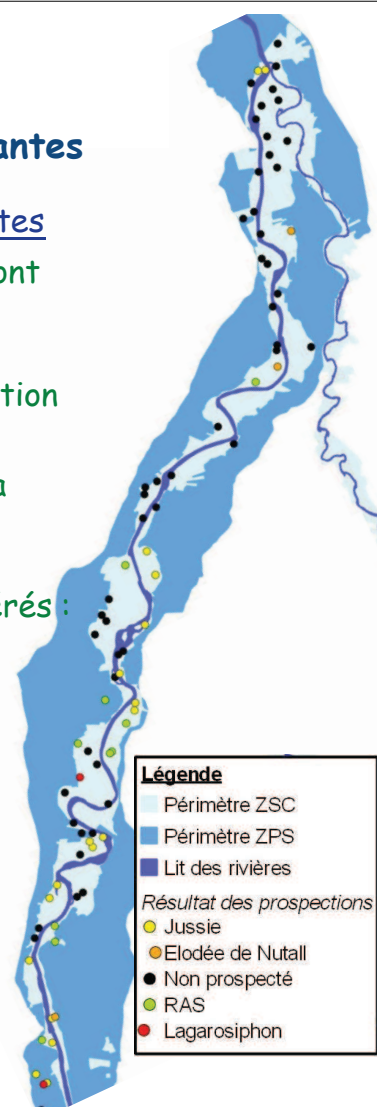 antes
tes
ont
tion
a
erés :
Légende
Périmètre ZSC
Périmètre ZPS
Lit des rivières
Résultat des prospections
Jussie
Elodée de Nutall
Non prospecté
RAS
Lagarosiphon